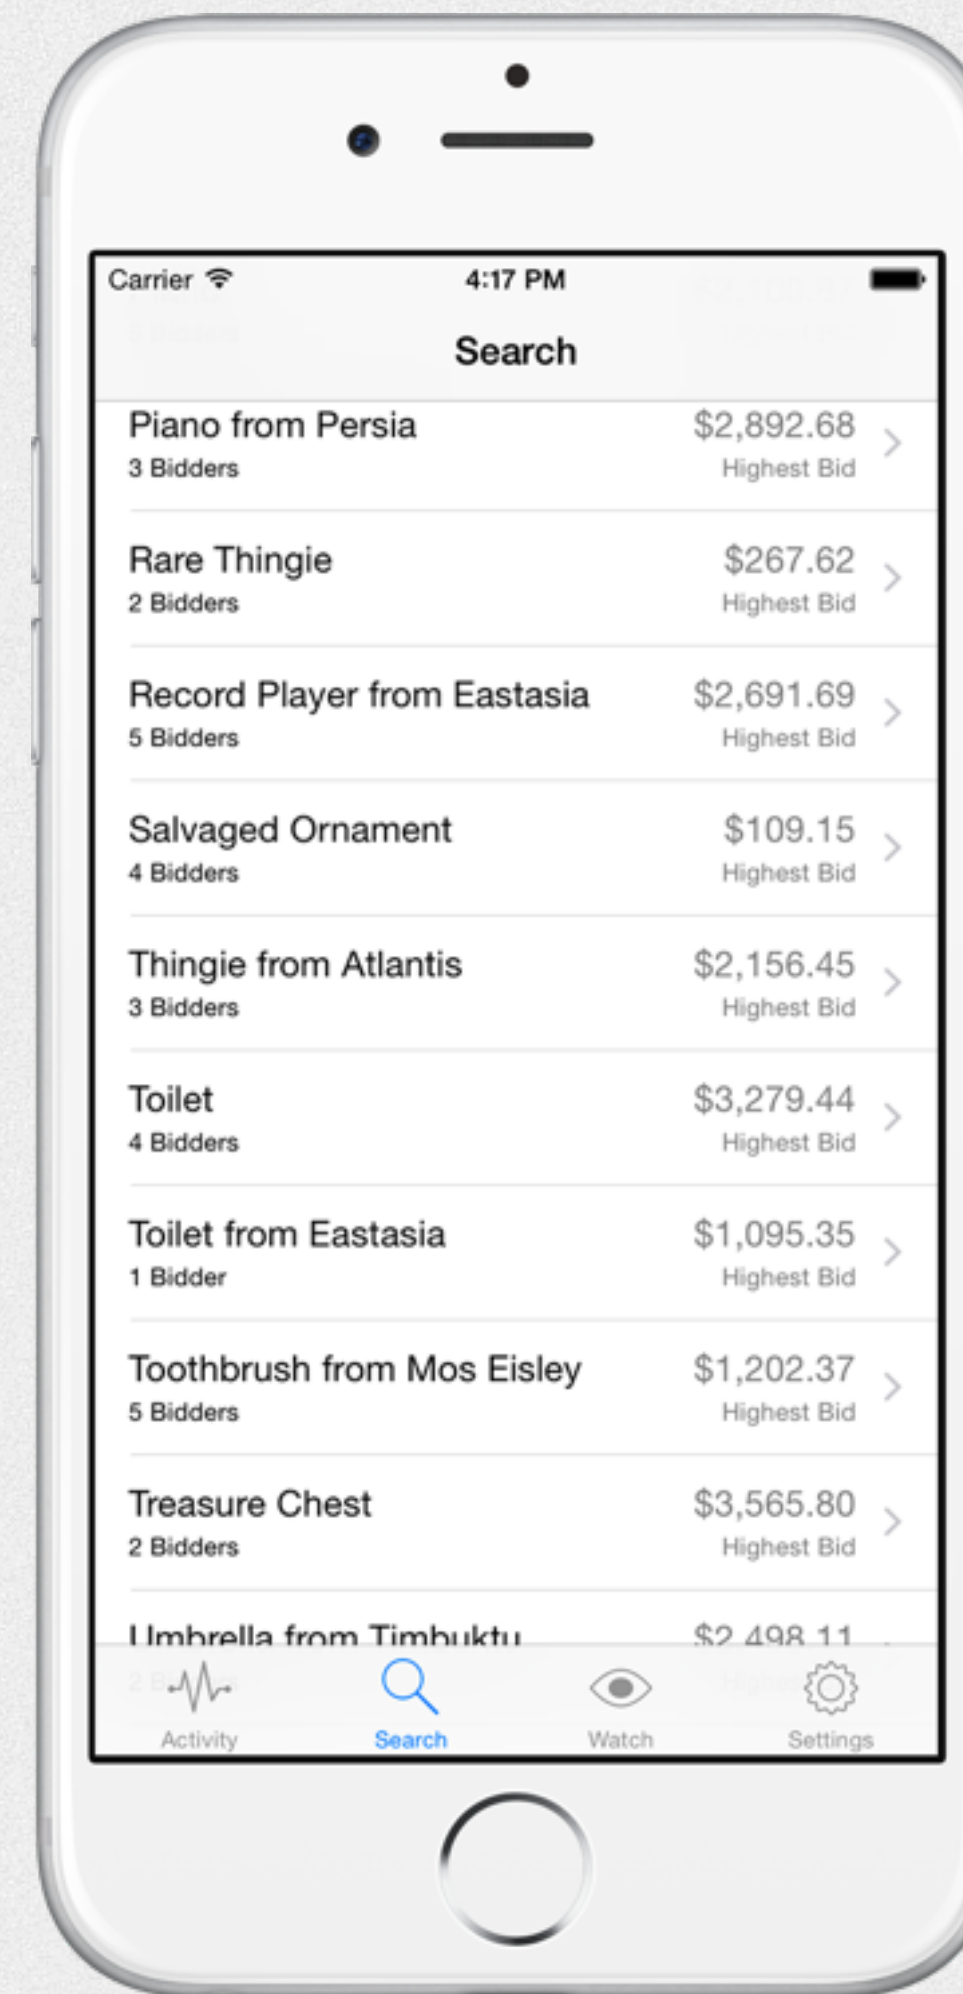 Carrier 4:17 PM
Search
Piano from Persia $2,892.68
3 Bidders Highest Bid
Rare Thingie $267.62
2 Bidders Highest Bid
Record Player from Eastasia $2,691.69
5 Bidders Highest Bid
Salvaged Ornament $109.15
4 Bidders Highest Bid
Thingie from Atlantis $2,156.45
3 Bidders Highest Bid
Toilet $3,279.44
4 Bidders Highest Bid
Toilet from Eastasia $1,095.35
1 Bidder Highest Bid
Toothbrush from Mos Eisley $1,202.37
5 Bidders Highest Bid
Treasure Chest $3,565.80
2 Bidders Highest Bid
Umbrella from Timbuktu $2,498.11
Activity Search Watch Settings